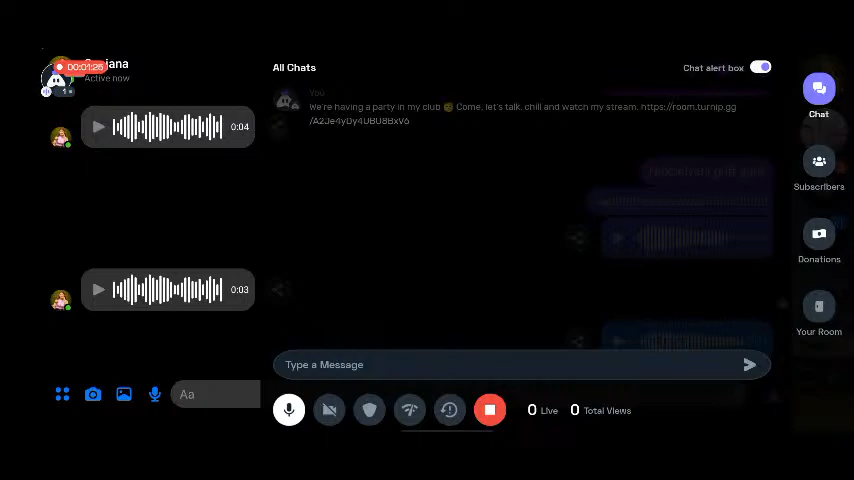 00:01:25
Active now
1
0:04
0:03
Aa
All Chats
Chat alert box
You
We're having a party in my club 🥳 Come, let's talk, chill and watch my stream. https://room.turnip.gg
Type a Message
0 Live 0 Total Views
Chat
Subscribers
Donations
Your Room